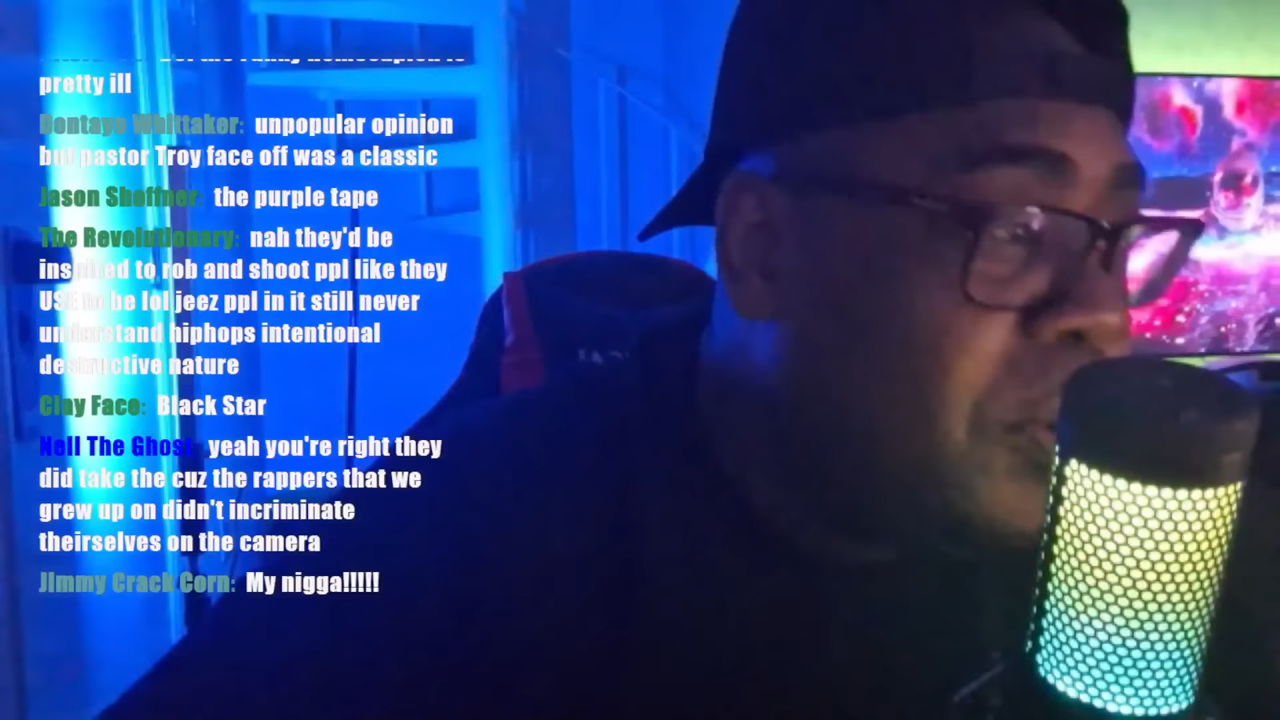 pretty ill
Dontaye Whittaker: unpopular opinion
but pastor Troy face off was a classic
Jason Sheffner: the purple tape
The Revolutionary: nah they'd be
inspired to rob and shoot ppl like they
USE to be lol jeez ppl in it still never
understand hiphops intentional
destructive nature
Clay Face: Black Star
Nell The Ghost: yeah you're right they
did take the cuz the rappers that we
grew up on didn't incriminate
theirselves on the camera
Jimmy Crack Corn: My nigga!!!!!